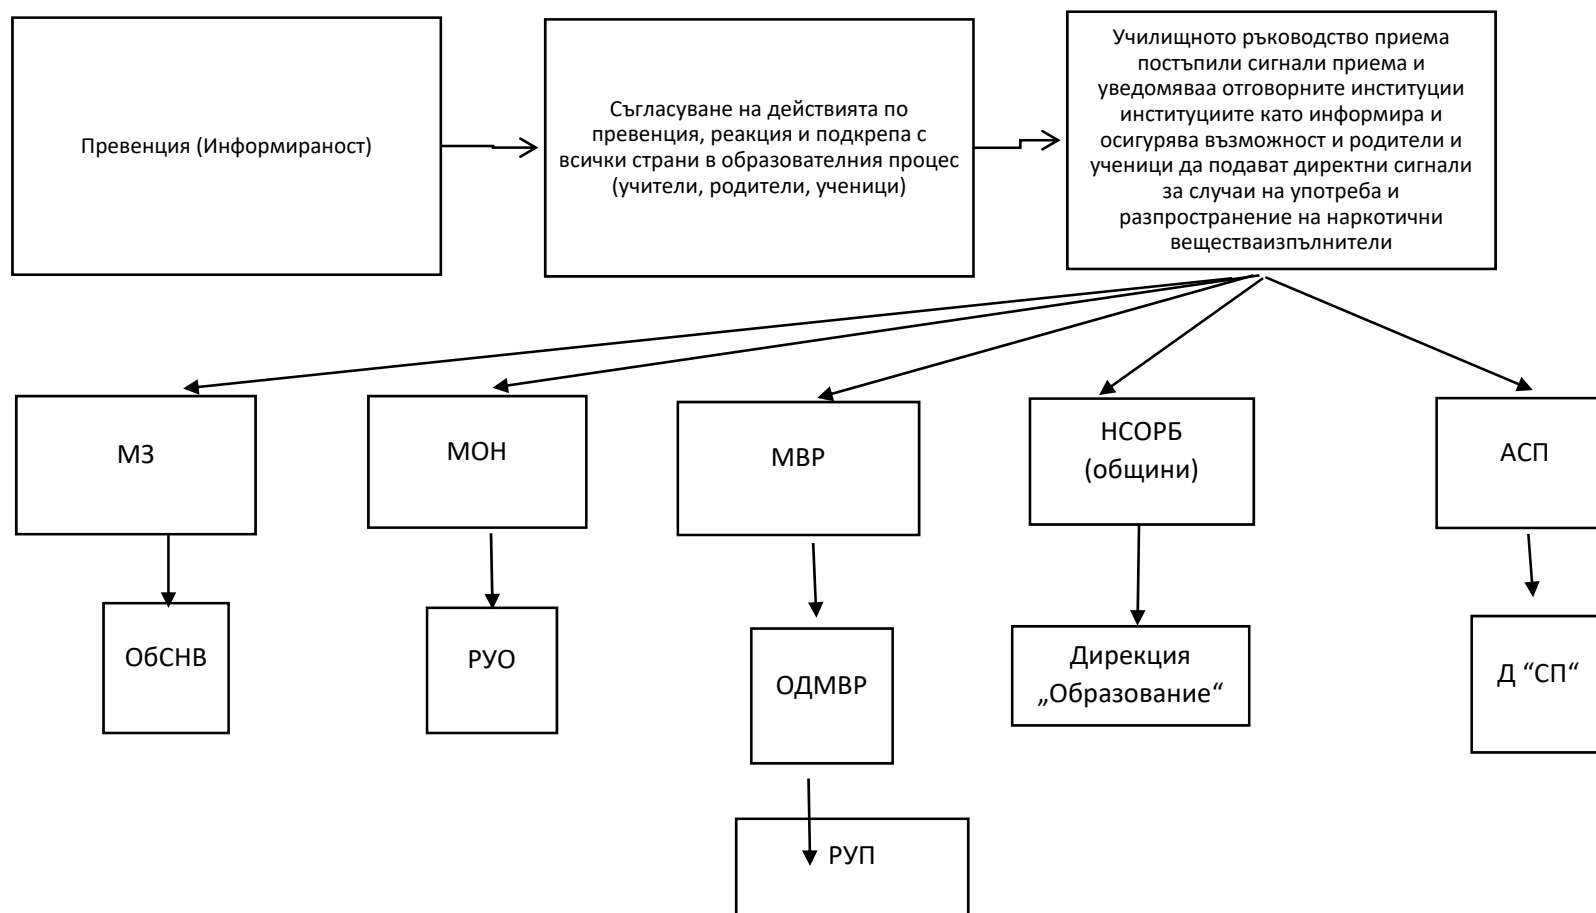 Превенция (Информираност)
Съгласуване на действията по
превенция, реакция и подкрепа с
всички страни в образователния процес
(учители, родители, ученици)
Училищното ръководство приема
постъпили сигнали приема и
уведомяваа отговорните институции
институциите като информира и
осигурява възможност и родители и
ученици да подават директни сигнали
за случаи на употреба и
разпространение на наркотични
веществаизпълнители
МЗ
МОН
МВР
НСОРБ
(общини)
АСП
ОбСНВ
РУО
ОДМВР
Дирекция
„Образование“
Д “СП“
РУП